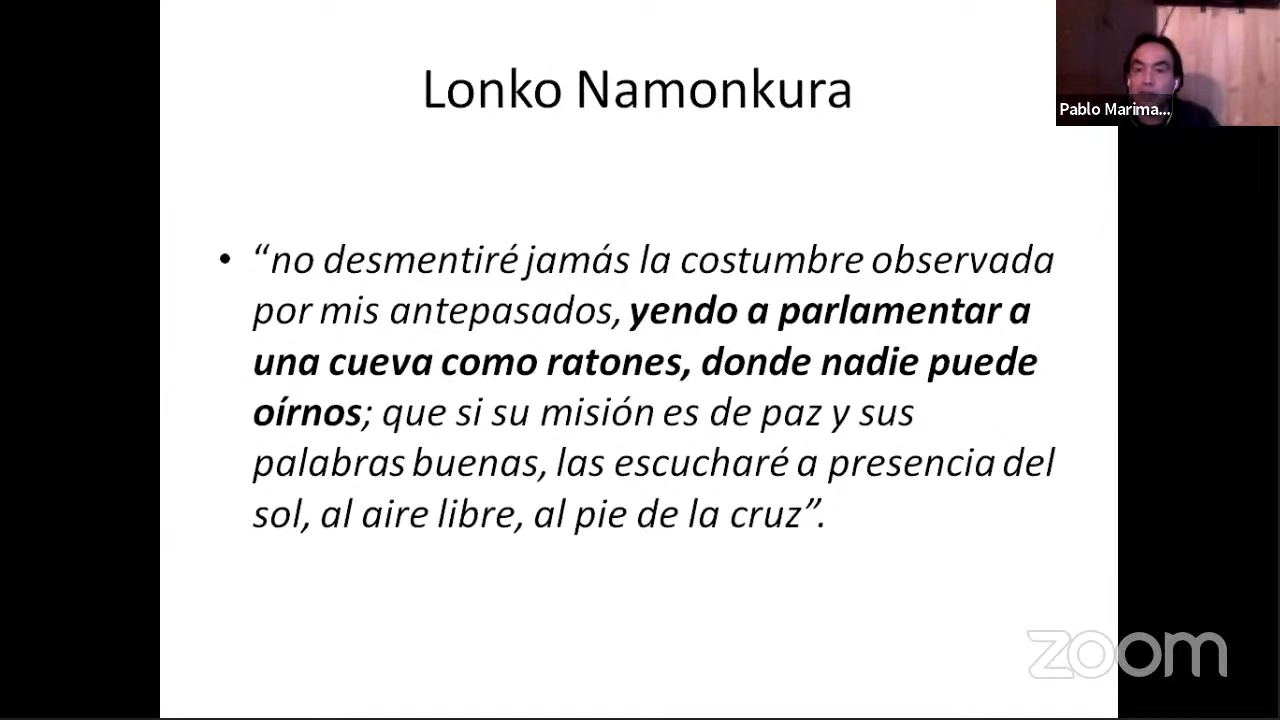 Lonko Namonkura
Pablo Marima...
• “no desmentiré jamás la costumbre observada
por mis antepasados, yendo a parlamentar a
una cueva como ratones, donde nadie puede
oírnos; que si su misión es de paz y sus
palabras buenas, las escucharé a presencia del
sol, al aire libre, al pie de la cruz”.
zoom